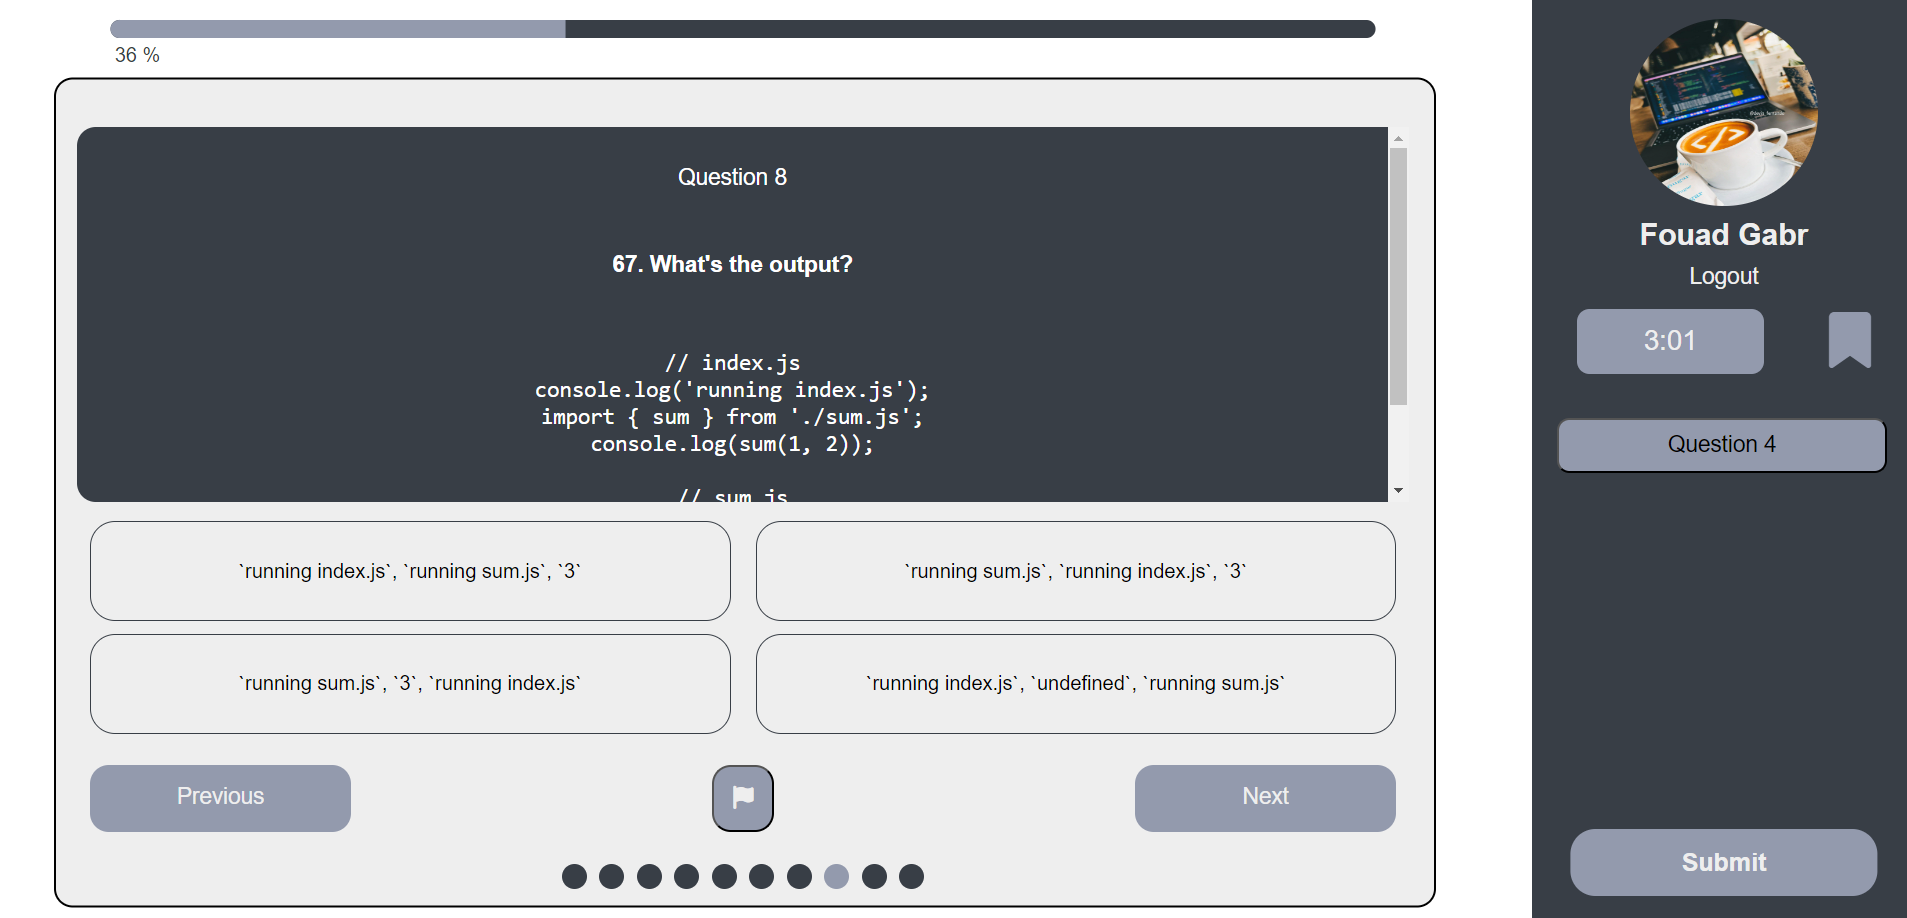 36 %
Question 8
67. What's the output?
// index.js
console.log('running index.js');
import { sum } from './sum.js';
console.log(sum(1, 2));
// sum.js
`running index.js`, `running sum.js`, `3`
`running sum.js`, `running index.js`, `3`
`running sum.js`, `3`, `running index.js`
`running index.js`, `undefined`, `running sum.js`
Previous
Next
Fouad Gabr
Logout
3:01
Question 4
Submit